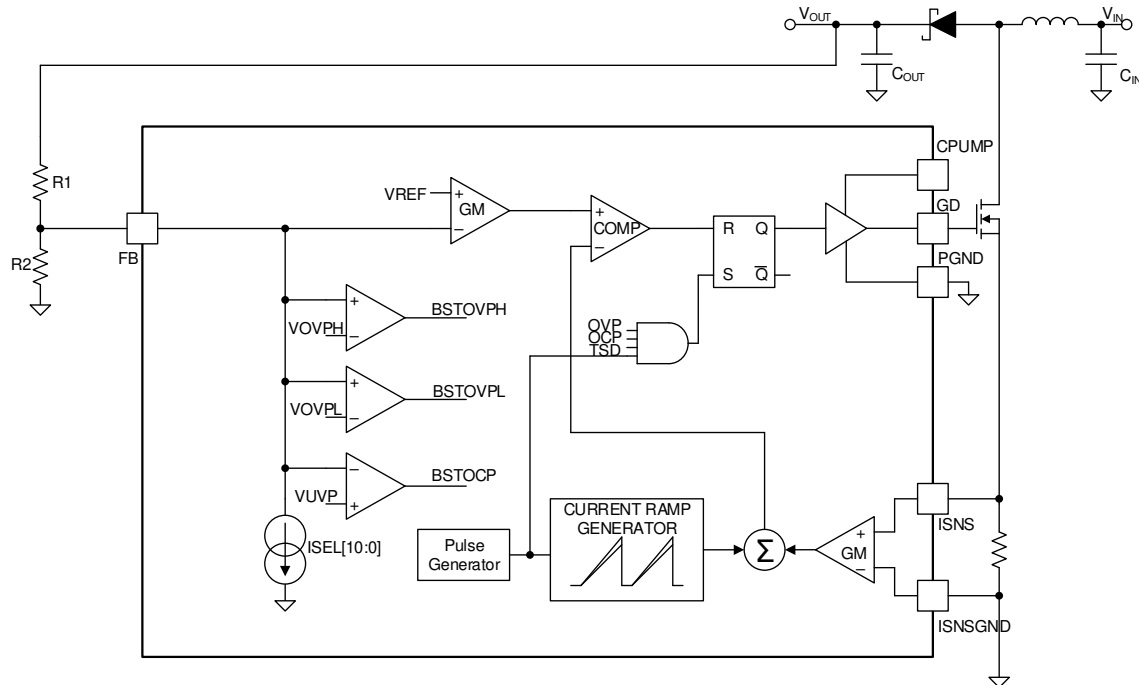 VOUT
VIN
COUT
CIN
CPUMP
R1
VREF
+
GM
−
+
COMP
−
R Q
S Q̅
GD
FB
R2
PGND
+
VOVPH
−
BSTOVPH
OVP
OCP
TSD
+
VOVPL
−
BSTOVPL
−
VUVP
+
BSTOCP
ISEL[10:0]
Pulse
Generator
CURRENT RAMP
GENERATOR
Σ
+
GM
−
ISNS
ISNSGND